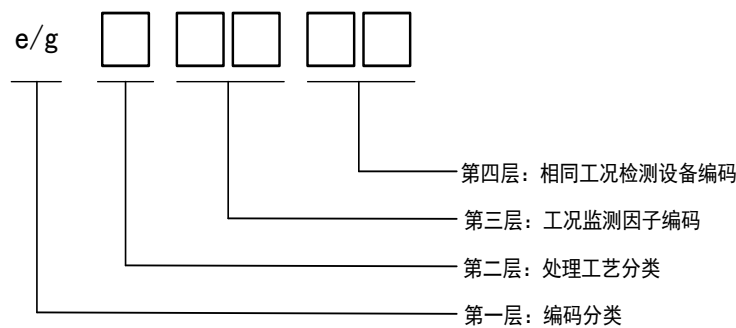 e/g
第四层：相同工况检测设备编码
第三层：工况监测因子编码
第二层：处理工艺分类
第一层：编码分类